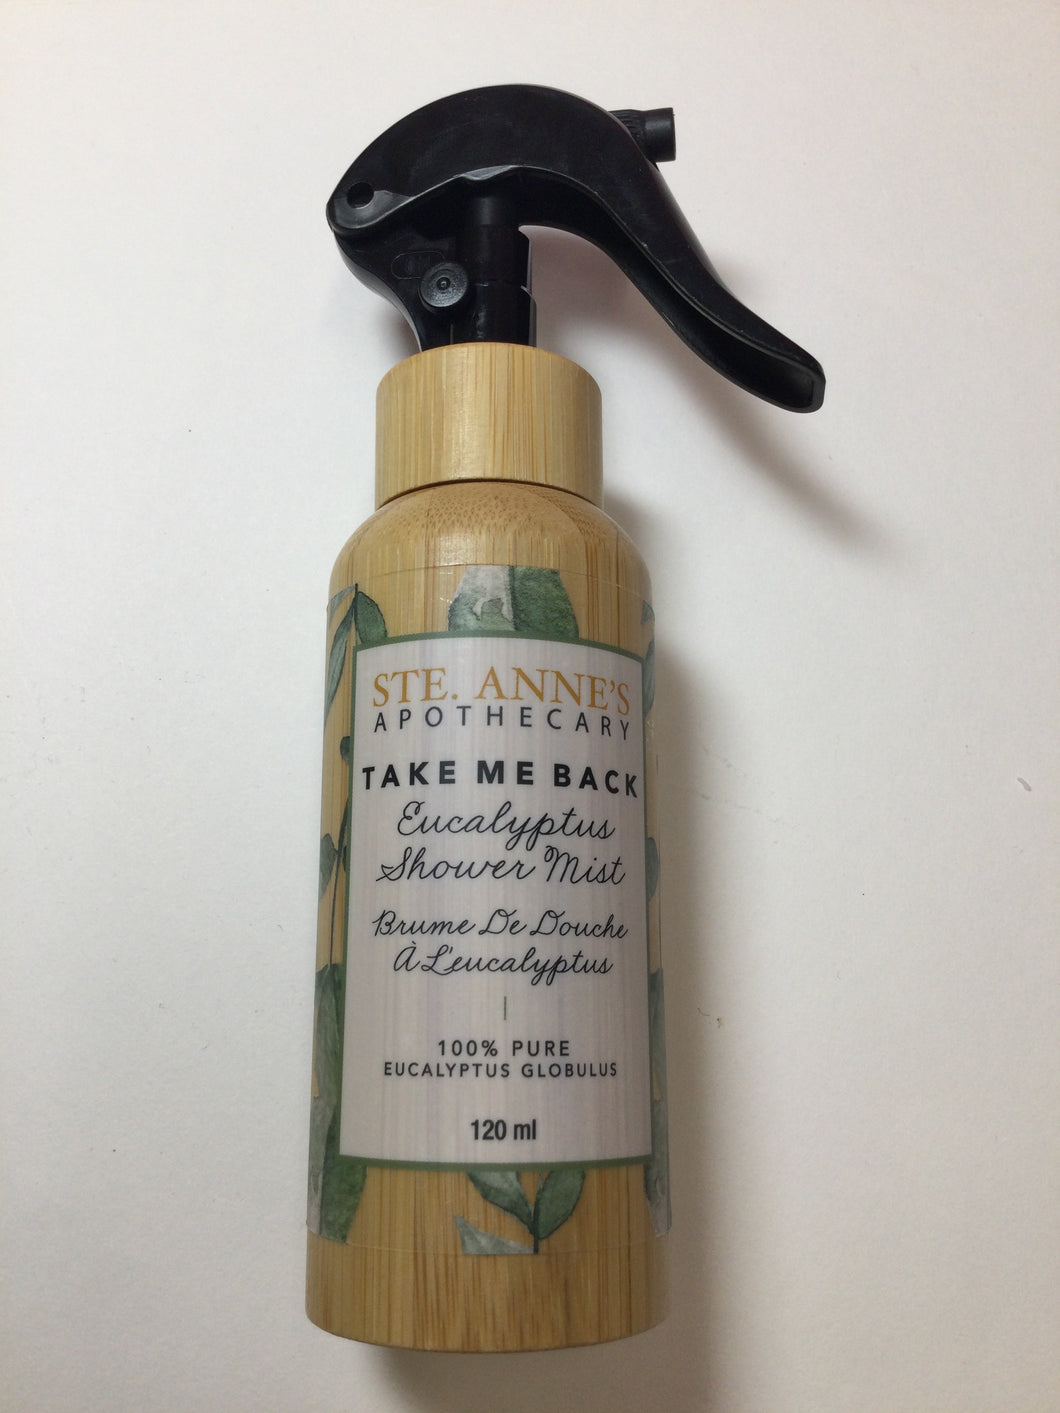 STE. ANNE'S
APOTHECARY
TAKE ME BACK
Eucalyptus
Shower Mist
Brume De Douche
À L'eucalyptus
100% PURE
EUCALYPTUS GLOBULUS
120 ml